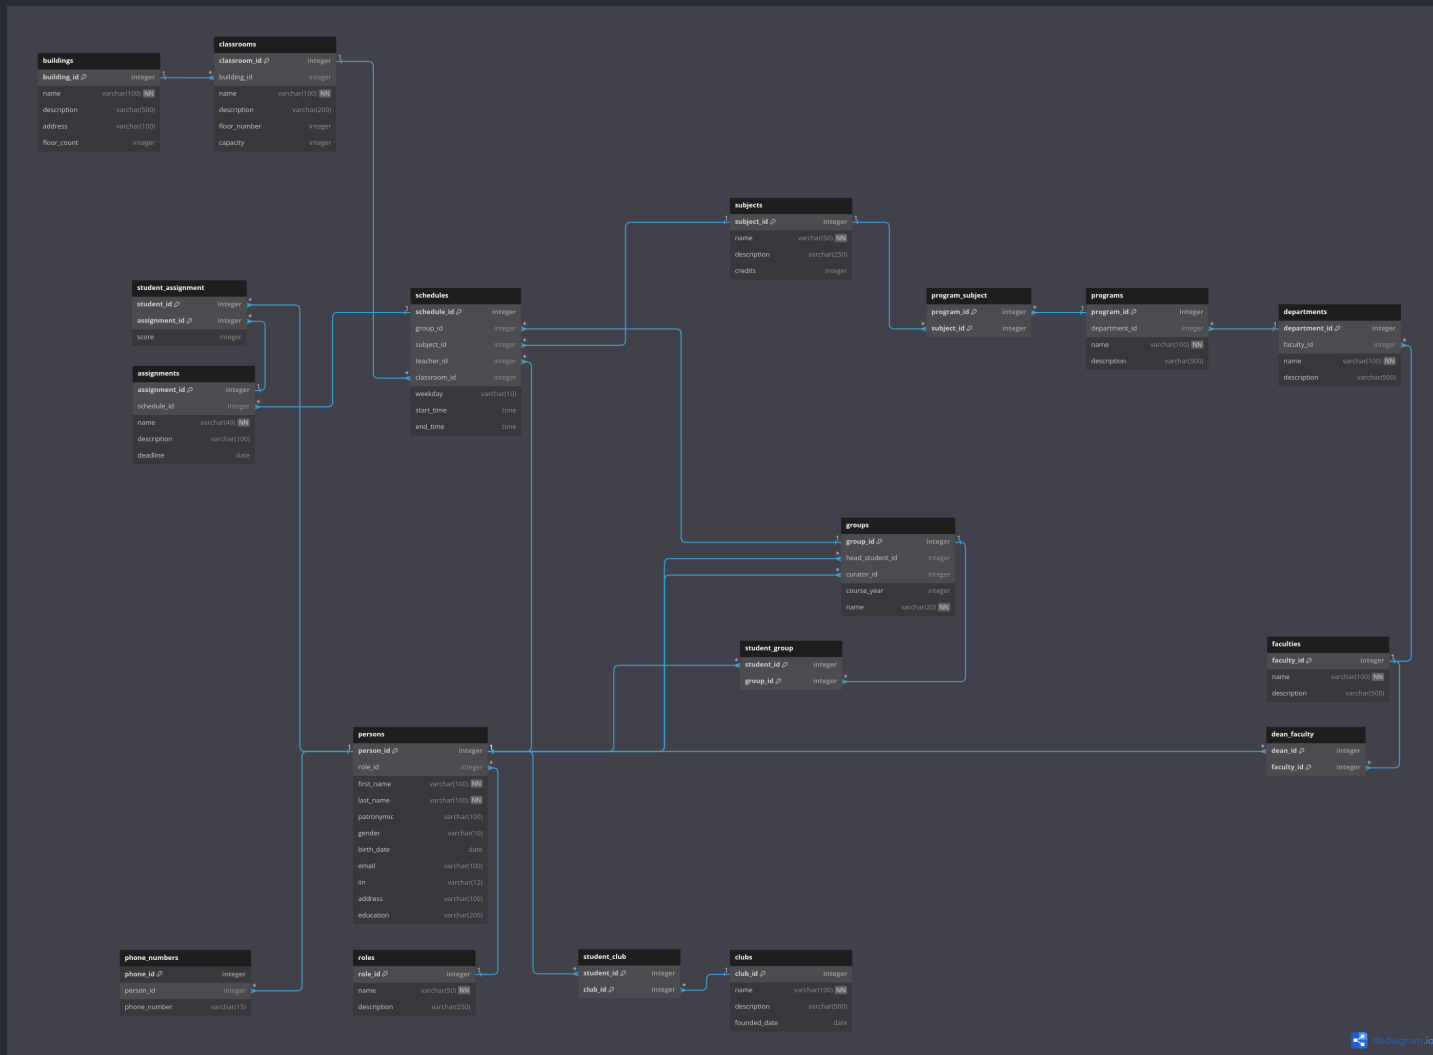 buildings
building_id integer
name varchar(100) NN
description varchar(500)
address varchar(100)
floor_count integer
classrooms
classroom_id integer
building_id integer
name varchar(100) NN
description varchar(200)
floor_number integer
capacity integer
subjects
subject_id integer
name varchar(50) NN
description varchar(250)
credits integer
student_assignment
student_id integer
assignment_id integer
score integer
assignments
assignment_id integer
schedule_id integer
name varchar(40) NN
description varchar(100)
deadline date
schedules
schedule_id integer
group_id integer
subject_id integer
teacher_id integer
classroom_id integer
weekday varchar(10)
start_time time
end_time time
program_subject
program_id integer
subject_id integer
programs
program_id integer
department_id integer
name varchar(100) NN
description varchar(500)
departments
department_id integer
faculty_id integer
name varchar(100) NN
description varchar(500)
groups
group_id integer
head_student_id integer
curator_id integer
course_year integer
name varchar(20) NN
student_group
student_id integer
group_id integer
faculties
faculty_id integer
name varchar(100) NN
description varchar(500)
dean_faculty
dean_id integer
faculty_id integer
persons
person_id integer
role_id integer
first_name varchar(100) NN
last_name varchar(100) NN
patronymic varchar(100)
gender varchar(10)
birth_date date
email varchar(100)
iin varchar(12)
address varchar(100)
education varchar(200)
phone_numbers
phone_id integer
person_id integer
phone_number varchar(15)
roles
role_id integer
name varchar(50) NN
description varchar(250)
student_club
student_id integer
club_id integer
clubs
club_id integer
name varchar(100) NN
description varchar(500)
founded_date date
dbdiagram.io